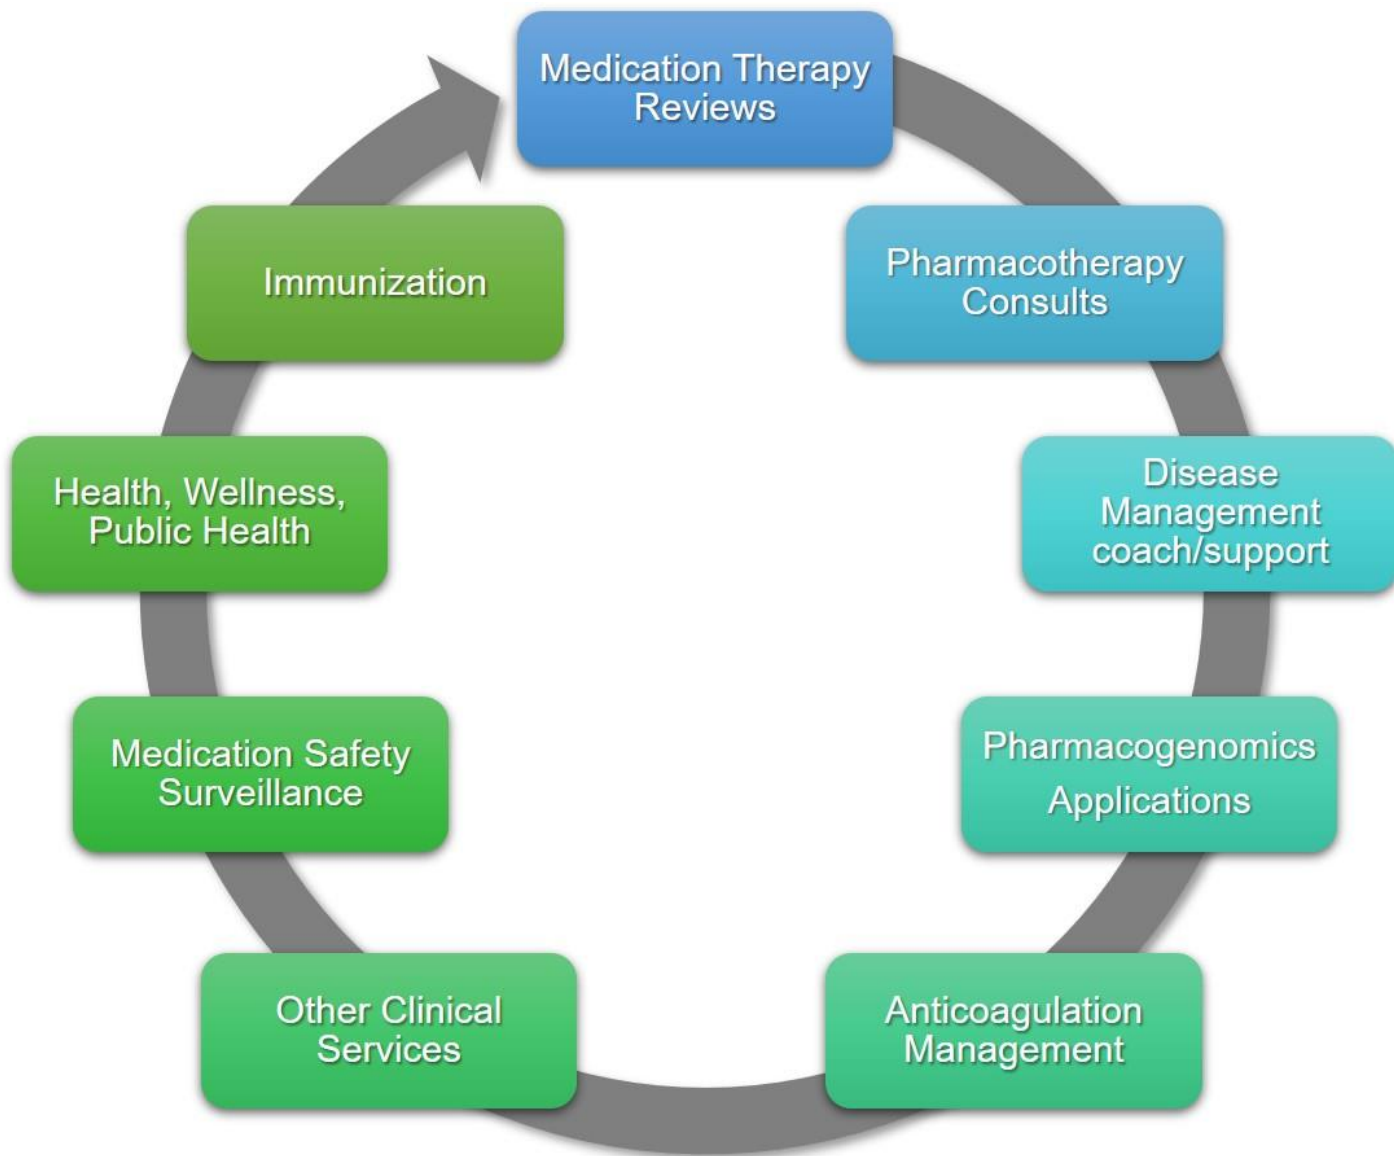 Medication Therapy
Reviews
Pharmacotherapy
Consults
Disease
Management
coach/support
Pharmacogenomics
Applications
Anticoagulation
Management
Other Clinical
Services
Medication Safety
Surveillance
Health, Wellness,
Public Health
Immunization